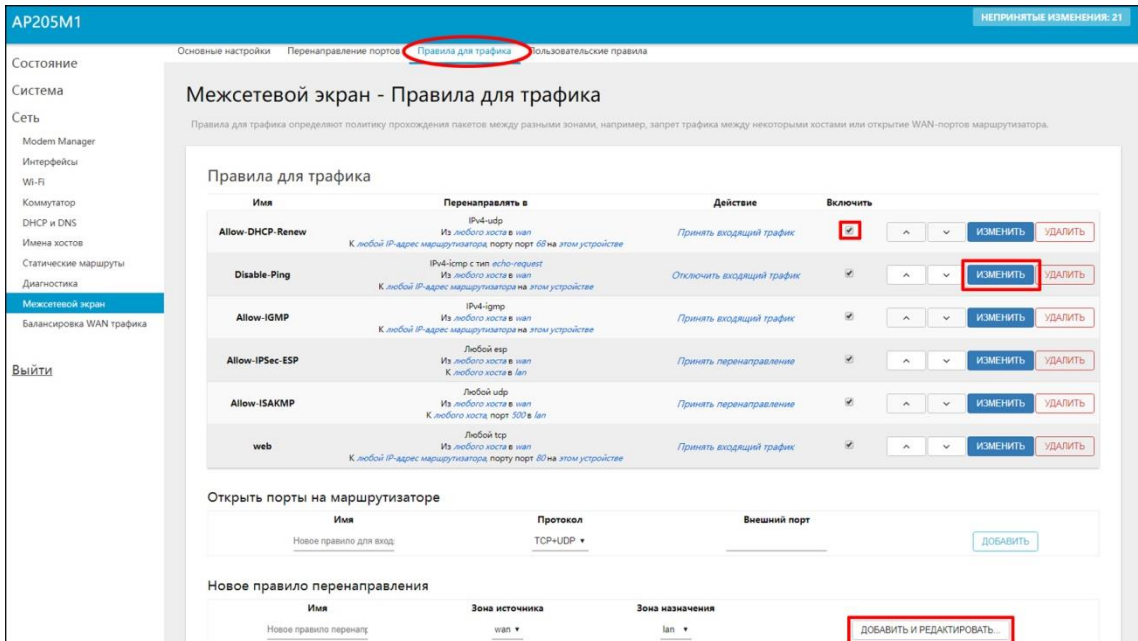 AP205M1
НЕПРИНЯТЫЕ ИЗМЕНЕНИЯ: 21
Основные настройки Перенаправление портов Правила для трафика Пользовательские правила
Состояние
Система
Сеть
Modem Manager
Интерфейсы
Wi-Fi
Коммутатор
DHCP и DNS
Имена хостов
Статические маршруты
Диагностика
Межсетевой экран
Балансировка WAN трафика
Выйти
Межсетевой экран - Правила для трафика
Правила для трафика определяют политику прохождения пакетов между разными зонами, например, запрет трафика между некоторыми хостами или открытие WAN-портов маршрутизатора.
Правила для трафика
Имя Перенаправлять в Действие Включить
IPv4-udp
Allow-DHCP-Renew Из любого хоста в wan Принять входящий трафик ИЗМЕНИТЬ УДАЛИТЬ
К любой IP-адрес маршрутизатора, порту порт 68 на этом устройстве
IPv4-icmp с тип echo-request
Disable-Ping Из любого хоста в wan Отключить входящий трафик ИЗМЕНИТЬ УДАЛИТЬ
К любой IP-адрес маршрутизатора на этом устройстве
IPv4-igmp
Allow-IGMP Из любого хоста в wan Принять входящий трафик ИЗМЕНИТЬ УДАЛИТЬ
К любой IP-адрес маршрутизатора на этом устройстве
Любой esp
Allow-IPSec-ESP Из любого хоста в wan Принять перенаправление ИЗМЕНИТЬ УДАЛИТЬ
К любого хоста в lan
Любой udp
Allow-ISAKMP Из любого хоста в wan Принять перенаправление ИЗМЕНИТЬ УДАЛИТЬ
К любого хоста, порт 500 в lan
Любой tcp
web Из любого хоста в wan Принять входящий трафик ИЗМЕНИТЬ УДАЛИТЬ
К любой IP-адрес маршрутизатора, порту порт 80 на этом устройстве
Открыть порты на маршрутизаторе
Имя Протокол Внешний порт
Новое правило для вход TCP+UDP ДОБАВИТЬ
Новое правило перенаправления
Имя Зона источника Зона назначения
Новое правило перенапр wan lan ДОБАВИТЬ И РЕДАКТИРОВАТЬ...